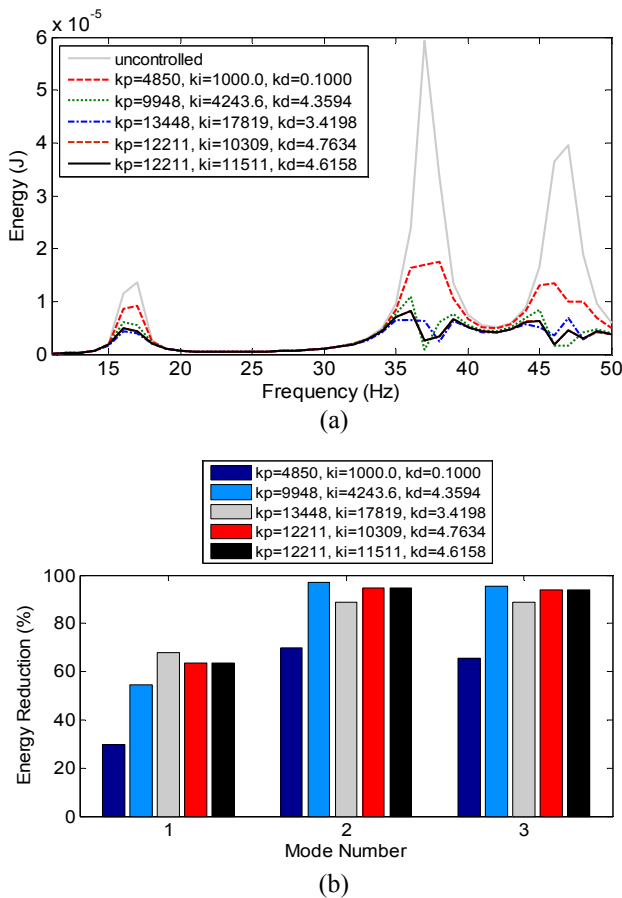 x 10^-5
6
5
4
3
2
1
0
Energy (J)
uncontrolled
kp=4850, ki=1000.0, kd=0.1000
kp=9948, ki=4243.6, kd=4.3594
kp=13448, ki=17819, kd=3.4198
kp=12211, ki=10309, kd=4.7634
kp=12211, ki=11511, kd=4.6158
15 20 25 30 35 40 45 50
Frequency (Hz)
(a)
kp=4850, ki=1000.0, kd=0.1000
kp=9948, ki=4243.6, kd=4.3594
kp=13448, ki=17819, kd=3.4198
kp=12211, ki=10309, kd=4.7634
kp=12211, ki=11511, kd=4.6158
100
80
60
40
20
0
Energy Reduction (%)
1 2 3
Mode Number
(b)